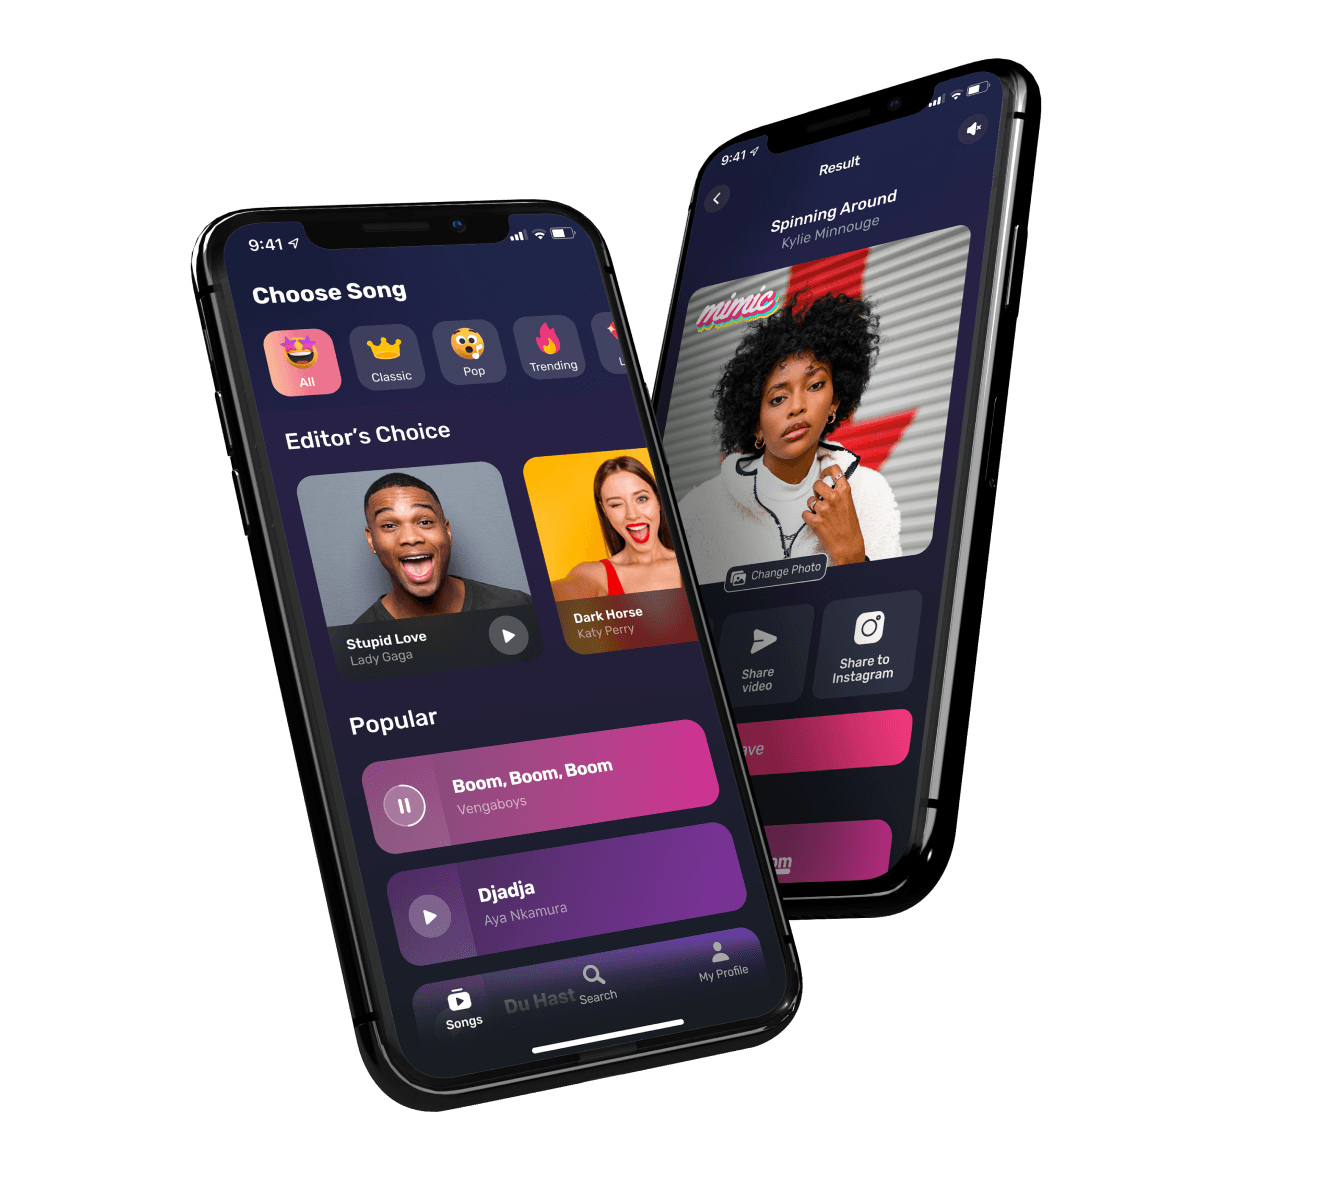 9:41
Choose Song
All
Classic
Pop
Trending
L
Editor's Choice
Stupid Love
Lady Gaga
Dark Horse
Katy Perry
Popular
Boom, Boom, Boom
Vengaboys
Djadja
Aya Nkamura
Du Hast
Songs
Search
My Profile
9:41
Result
Spinning Around
Kylie Minnouge
mimic
Change Photo
Share
video
Share to
Instagram
ave
om